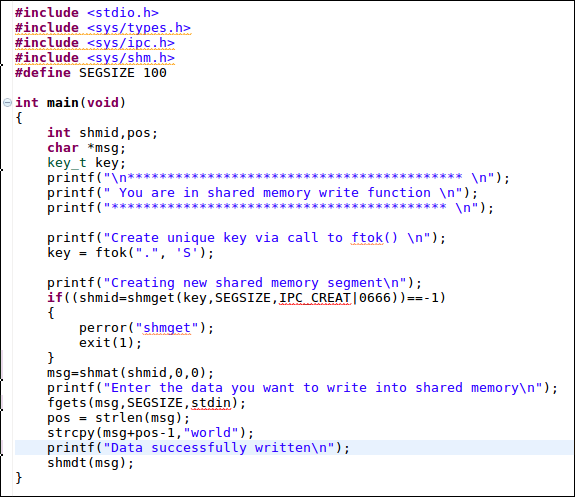 #include <stdio.h>
#include <sys/types.h>
#include <sys/ipc.h>
#include <sys/shm.h>
#define SEGSIZE 100
int main(void)
{
int shmid,pos;
char *msg;
key_t key;
printf("\n****************************************** \n");
printf(" You are in shared memory write function \n");
printf("****************************************** \n");
printf("Create unique key via call to ftok() \n");
key = ftok(".", 'S');
printf("Creating new shared memory segment\n");
if((shmid=shmget(key,SEGSIZE,IPC_CREAT|0666))==-1)
{
perror("shmget");
exit(1);
}
msg=shmat(shmid,0,0);
printf("Enter the data you want to write into shared memory\n");
fgets(msg,SEGSIZE,stdin);
pos = strlen(msg);
strcpy(msg+pos-1,"world");
printf("Data successfully written\n");
shmdt(msg);
}